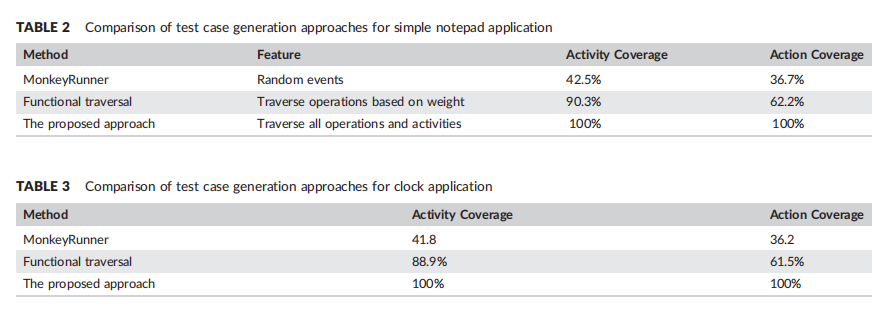 TABLE 2 Comparison of test case generation approaches for simple notepad application
Method Feature Activity Coverage Action Coverage
MonkeyRunner Random events 42.5% 36.7%
Functional traversal Traverse operations based on weight 90.3% 62.2%
The proposed approach Traverse all operations and activities 100% 100%
TABLE 3 Comparison of test case generation approaches for clock application
Method Activity Coverage Action Coverage
MonkeyRunner 41.8 36.2
Functional traversal 88.9% 61.5%
The proposed approach 100% 100%